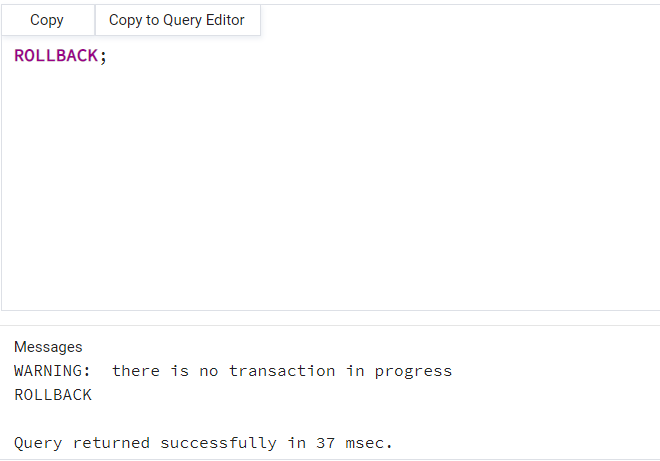 Copy Copy to Query Editor
ROLLBACK;
Messages
WARNING:  there is no transaction in progress
ROLLBACK
Query returned successfully in 37 msec.